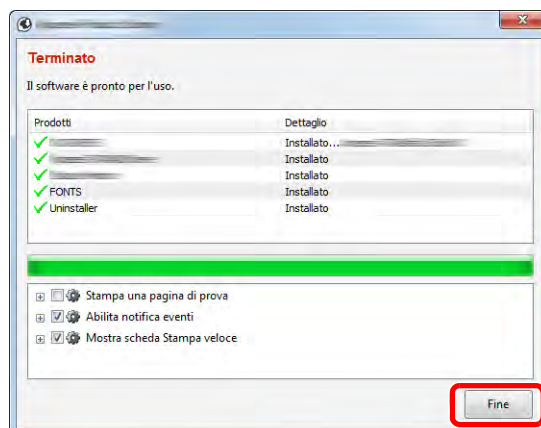 Terminato
Il software è pronto per l'uso.
Prodotti Dettaglio
Installato...
Installato
Installato
FONTS Installato
Uninstaller Installato
Stampa una pagina di prova
Abilita notifica eventi
Mostra scheda Stampa veloce
Fine